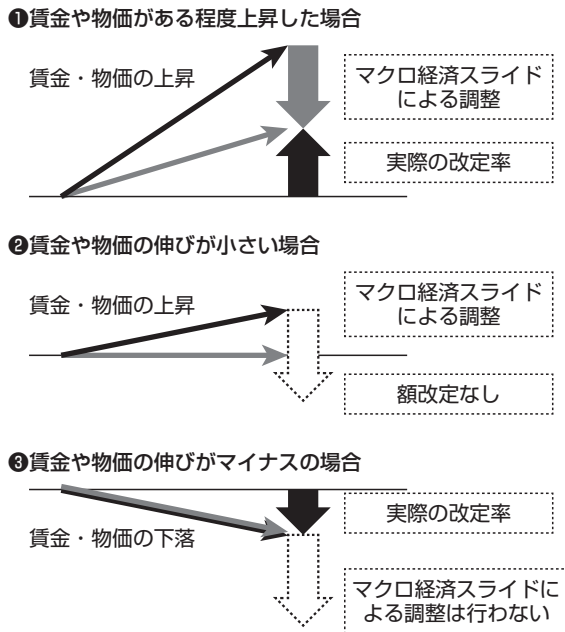 ❶賃金や物価がある程度上昇した場合
賃金・物価の上昇
マクロ経済スライド
による調整
実際の改定率
❷賃金や物価の伸びが小さい場合
賃金・物価の上昇
マクロ経済スライド
による調整
額改定なし
❸賃金や物価の伸びがマイナスの場合
賃金・物価の下落
実際の改定率
マクロ経済スライドに
よる調整は行わない